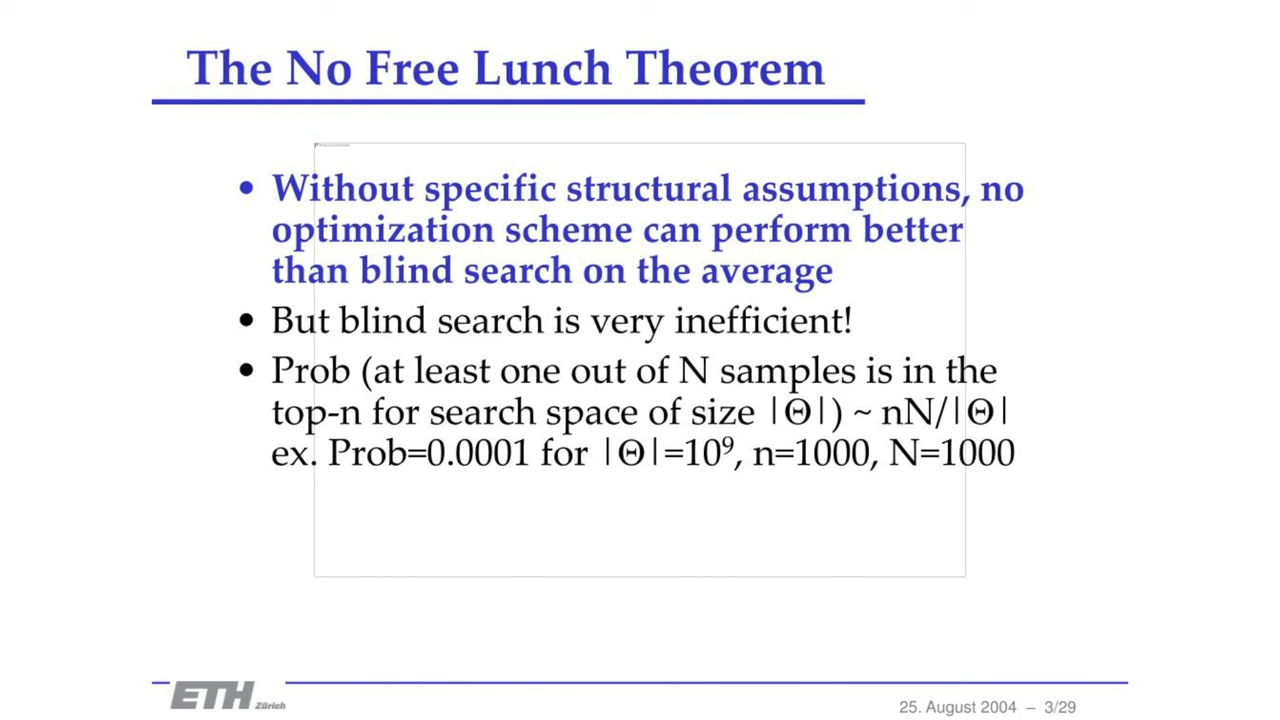 The No Free Lunch Theorem
• Without specific structural assumptions, no
optimization scheme can perform better
than blind search on the average
• But blind search is very inefficient!
• Prob (at least one out of N samples is in the
top-n for search space of size |Θ|) ~ nN/|Θ|
ex. Prob=0.0001 for |Θ|=10⁹, n=1000, N=1000
ETH Zürich
25. August 2004 – 3/29